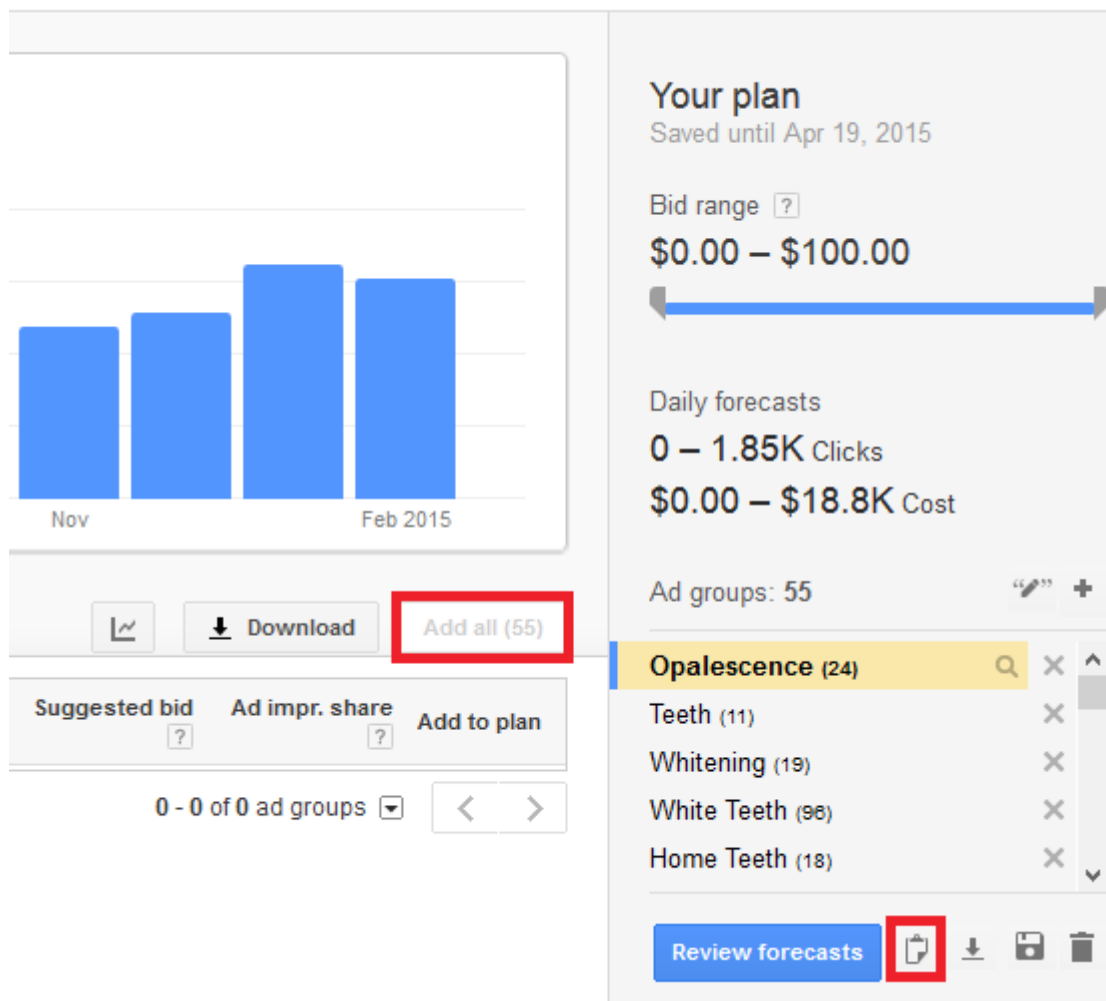 Your plan
Saved until Apr 19, 2015
Bid range ?
$0.00 – $100.00
Daily forecasts
0 – 1.85K Clicks
$0.00 – $18.8K Cost
Nov
Feb 2015
Ad groups: 55
Download
Add all (55)
Opalescence (24)
Suggested bid
?
Ad impr. share
?
Add to plan
Teeth (11)
Whitening (19)
0 - 0 of 0 ad groups
White Teeth (96)
Home Teeth (18)
Review forecasts